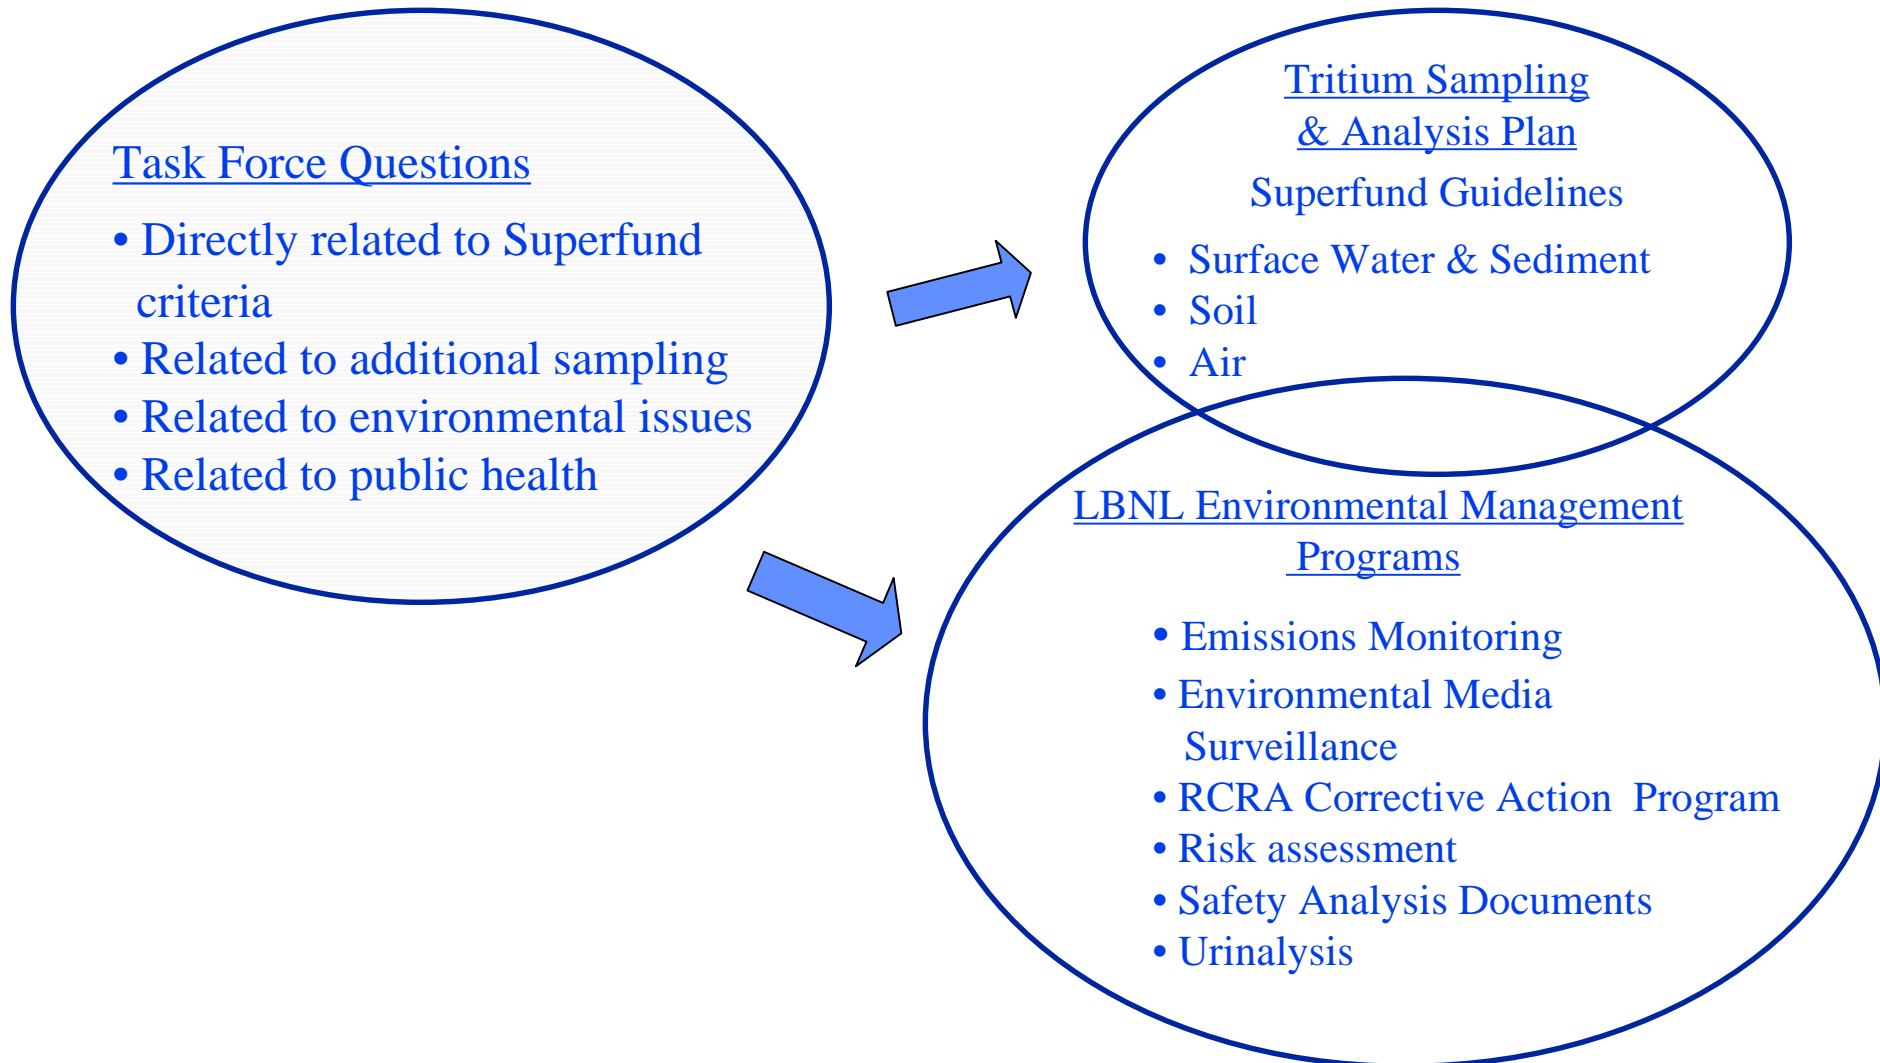 Task Force Questions
• Directly related to Superfund
criteria
• Related to additional sampling
• Related to environmental issues
• Related to public health
Tritium Sampling
& Analysis Plan
Superfund Guidelines
• Surface Water & Sediment
• Soil
• Air
LBNL Environmental Management
Programs
• Emissions Monitoring
• Environmental Media
Surveillance
• RCRA Corrective Action Program
• Risk assessment
• Safety Analysis Documents
• Urinalysis